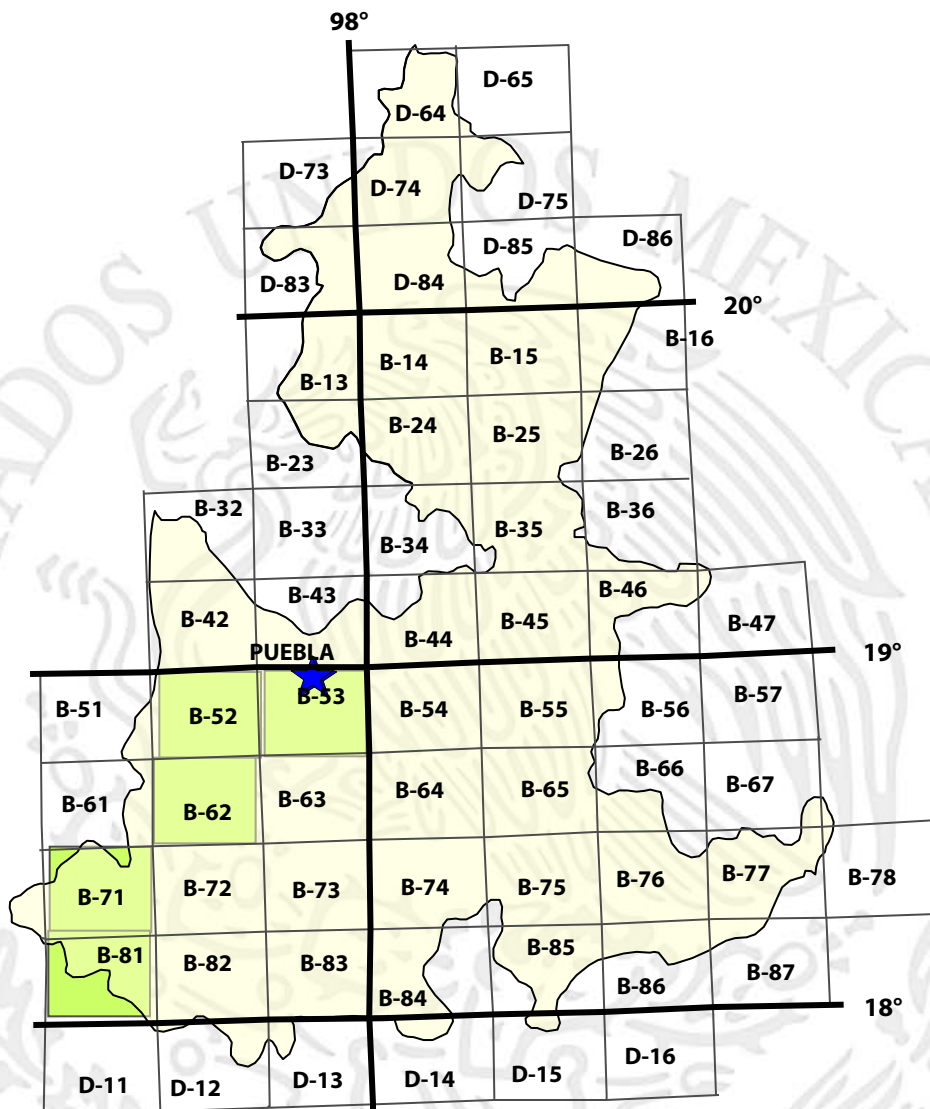 98°
D-65
D-64
D-73
D-74
D-75
D-86
D-85
D-83
D-84
20°
B-16
B-14
B-15
B-13
B-24
B-25
B-26
B-23
B-32
B-36
B-33
B-34
B-35
B-46
B-43
B-42
B-44
B-45
B-47
PUEBLA
19°
B-51
B-52
B-53
B-54
B-55
B-56
B-57
B-61
B-62
B-63
B-64
B-65
B-66
B-67
B-71
B-72
B-73
B-74
B-75
B-76
B-77
B-78
B-81
B-82
B-83
B-84
B-85
B-86
B-87
18°
D-11
D-12
D-13
D-14
D-15
D-16
ADOS UNIDOS MEXICA